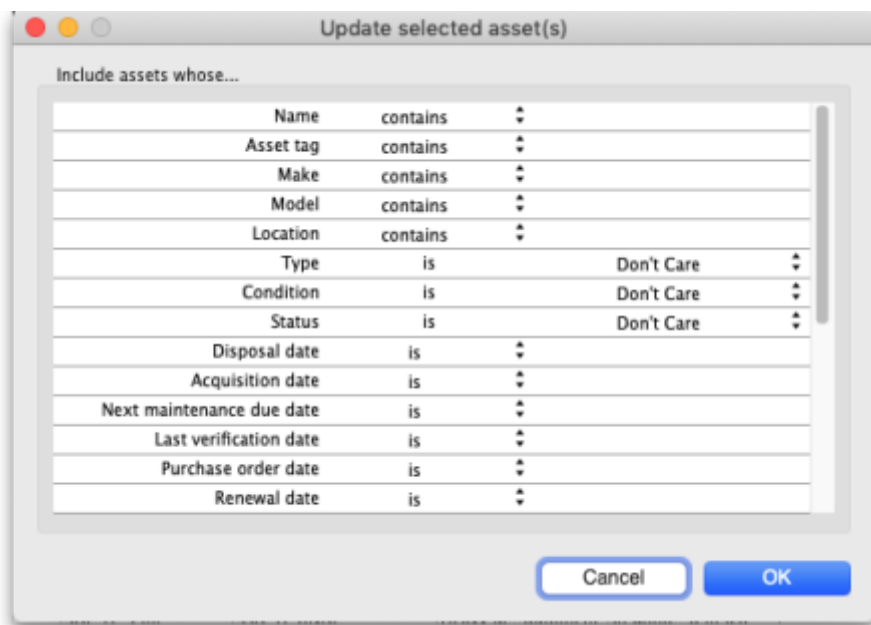 Update selected asset(s)
Include assets whose...
Name contains
Asset tag contains
Make contains
Model contains
Location contains
Type is Don't Care
Condition is Don't Care
Status is Don't Care
Disposal date is
Acquisition date is
Next maintenance due date is
Last verification date is
Purchase order date is
Renewal date is
Cancel OK